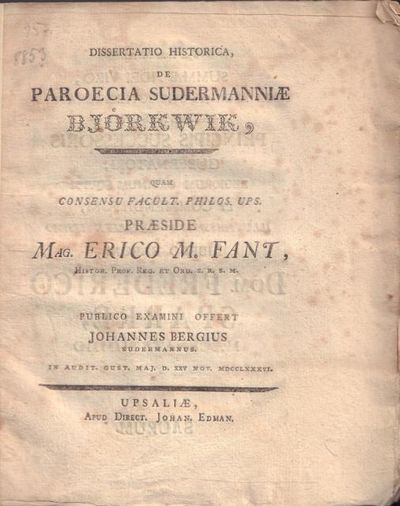 8853
DISSERTATIO HISTORICA,
DE
PAROECIA SUDERMANNIÆ
BJÖRKWIK,
QUAM
CONSENSU FACULT. PHILOS. UPS.
PRÆSIDE
MAG. ERICO M. FANT,
HISTOR. PROF. REG. ET ORD. S. R. S. M.
PUBLICO EXAMINI OFFERT
JOHANNES BERGIUS
SUDERMANNUS.
IN AUDIT. GUST. MAJ. D. XXV NOV. MDCCLXXXVI.
UPSALIÆ,
APUD DIRECT. JOHAN. EDMAN.